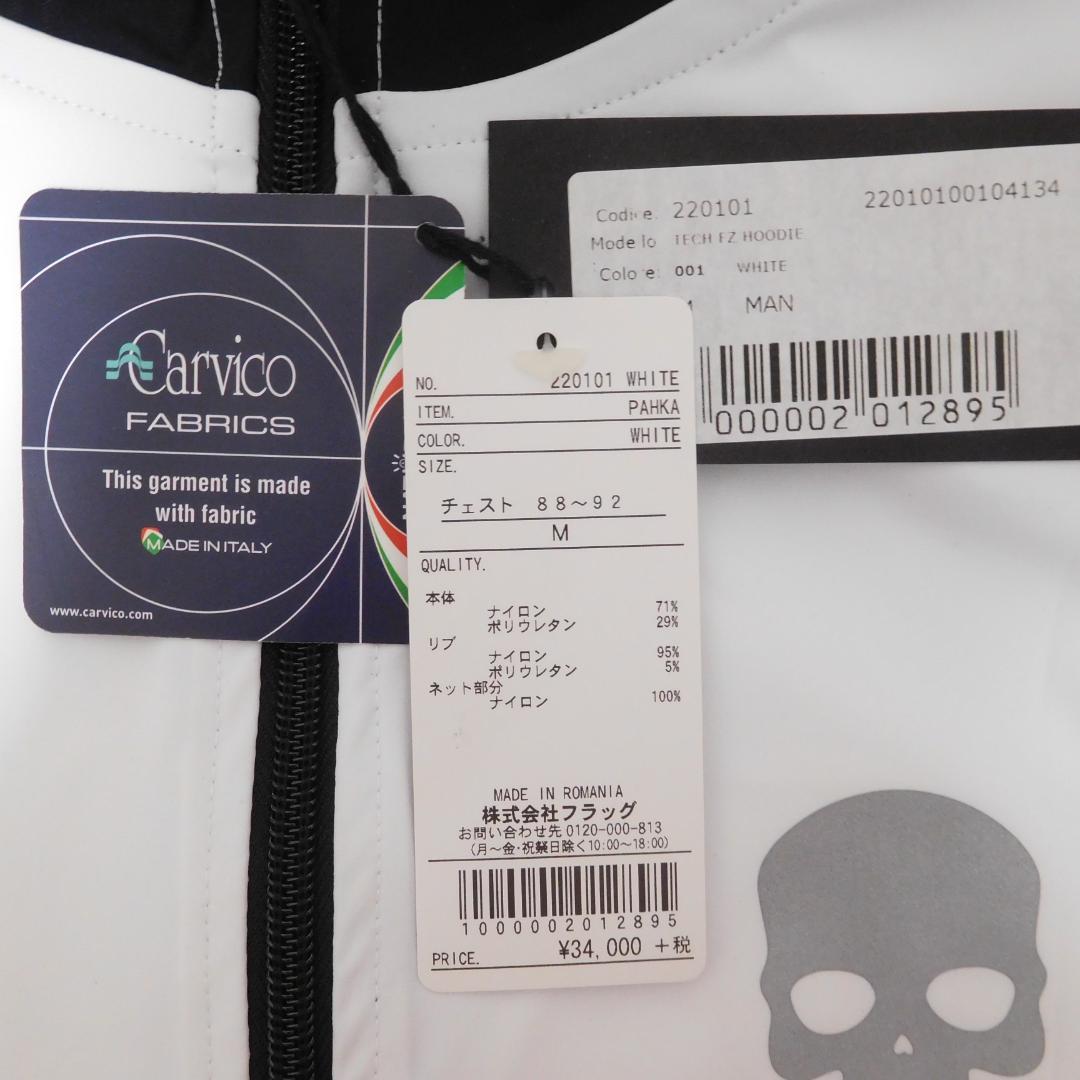 Carvico
FABRICS
This garment is made
with fabric
MADE IN ITALY
www.carvico.com
Codice: 220101 22010100104134
Modello TECH FZ HOODIE
Colore: 001 WHITE
MAN
000002 012895
NO. 220101 WHITE
ITEM. PAHKA
COLOR. WHITE
SIZE.
チェスト 88～92
M
QUALITY.
本体
ナイロン 71%
ポリウレタン 29%
リブ
ナイロン 95%
ポリウレタン 5%
ネット部分
ナイロン 100%
MADE IN ROMANIA
株式会社フラッグ
お問い合わせ先 0120-000-813
(月～金・祝祭日除く10:00～18:00)
1000002012895
PRICE. ¥34,000 +税